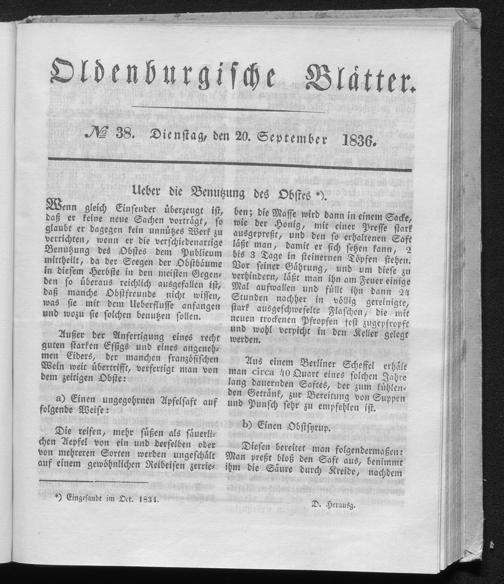 Oldenburgische Blätter.
№ 38. Dienstag, den 20. September 1836.
Ueber die Benutzung des Obstes *).
Wenn gleich Einsender überzeugt ist,
daß er keine neue Sachen vorträgt, so
glaubt er dagegen kein unnützes Werk zu
verrichten, wenn er die verschiedenartige
Benutzung des Obstes dem Publicum
mittheilt, da der Seegen der Obstbäume
in diesem Herbste in den meisten Gegen-
den so überaus reichlich ausgefallen ist,
daß manche Obstfreunde nicht wissen,
was sie mit dem Ueberflusse anfangen
und wozu sie solchen benutzen sollen.
Außer der Anfertigung eines recht
guten starken Essigs und eines angeneh-
men Ciders, der manchen französischen
Wein weit übertrifft, verfertigt man von
dem zeitigen Obste:
a) Einen ungegohrnen Apfelsaft auf
folgende Weise:
Die reifen, mehr süßen als säuerli-
chen Aepfel von ein und derselben oder
von mehreren Sorten werden ungeschält
auf einem gewöhnlichen Reibeisen zerrie-
ben; die Masse wird dann in einem Sacke,
wie der Honig, mit einer Presse stark
ausgepreßt, und den so erhaltenen Saft
läßt man, damit er sich setzen kann, 2
bis 3 Tage in steinernen Töpfen stehen.
Vor seiner Gährung, und um diese zu
verhindern, läßt man ihn am Feuer einige
Mal aufwallen und füllt ihn dann 24
Stunden nachher in völlig gereinigte,
stark ausgeschwefelte Flaschen, die mit
neuen trockenen Pfropfen fest zugepfropft
und wohl verpicht in den Keller gelegt
werden.
Aus einem Berliner Scheffel erhält
man circa 40 Quart eines solchen Jahre
lang dauernden Saftes, der zum kühlen-
den Getränk, zur Bereitung von Suppen
und Punsch sehr zu empfehlen ist.
b) Einen Obstsyrup.
Diesen bereitet man folgendermaßen:
Man preßt bloß den Saft aus, benimmt
ihm die Säure durch Kreide, nachdem
*) Eingesandt im Oct. 1834.
D. Herausg.